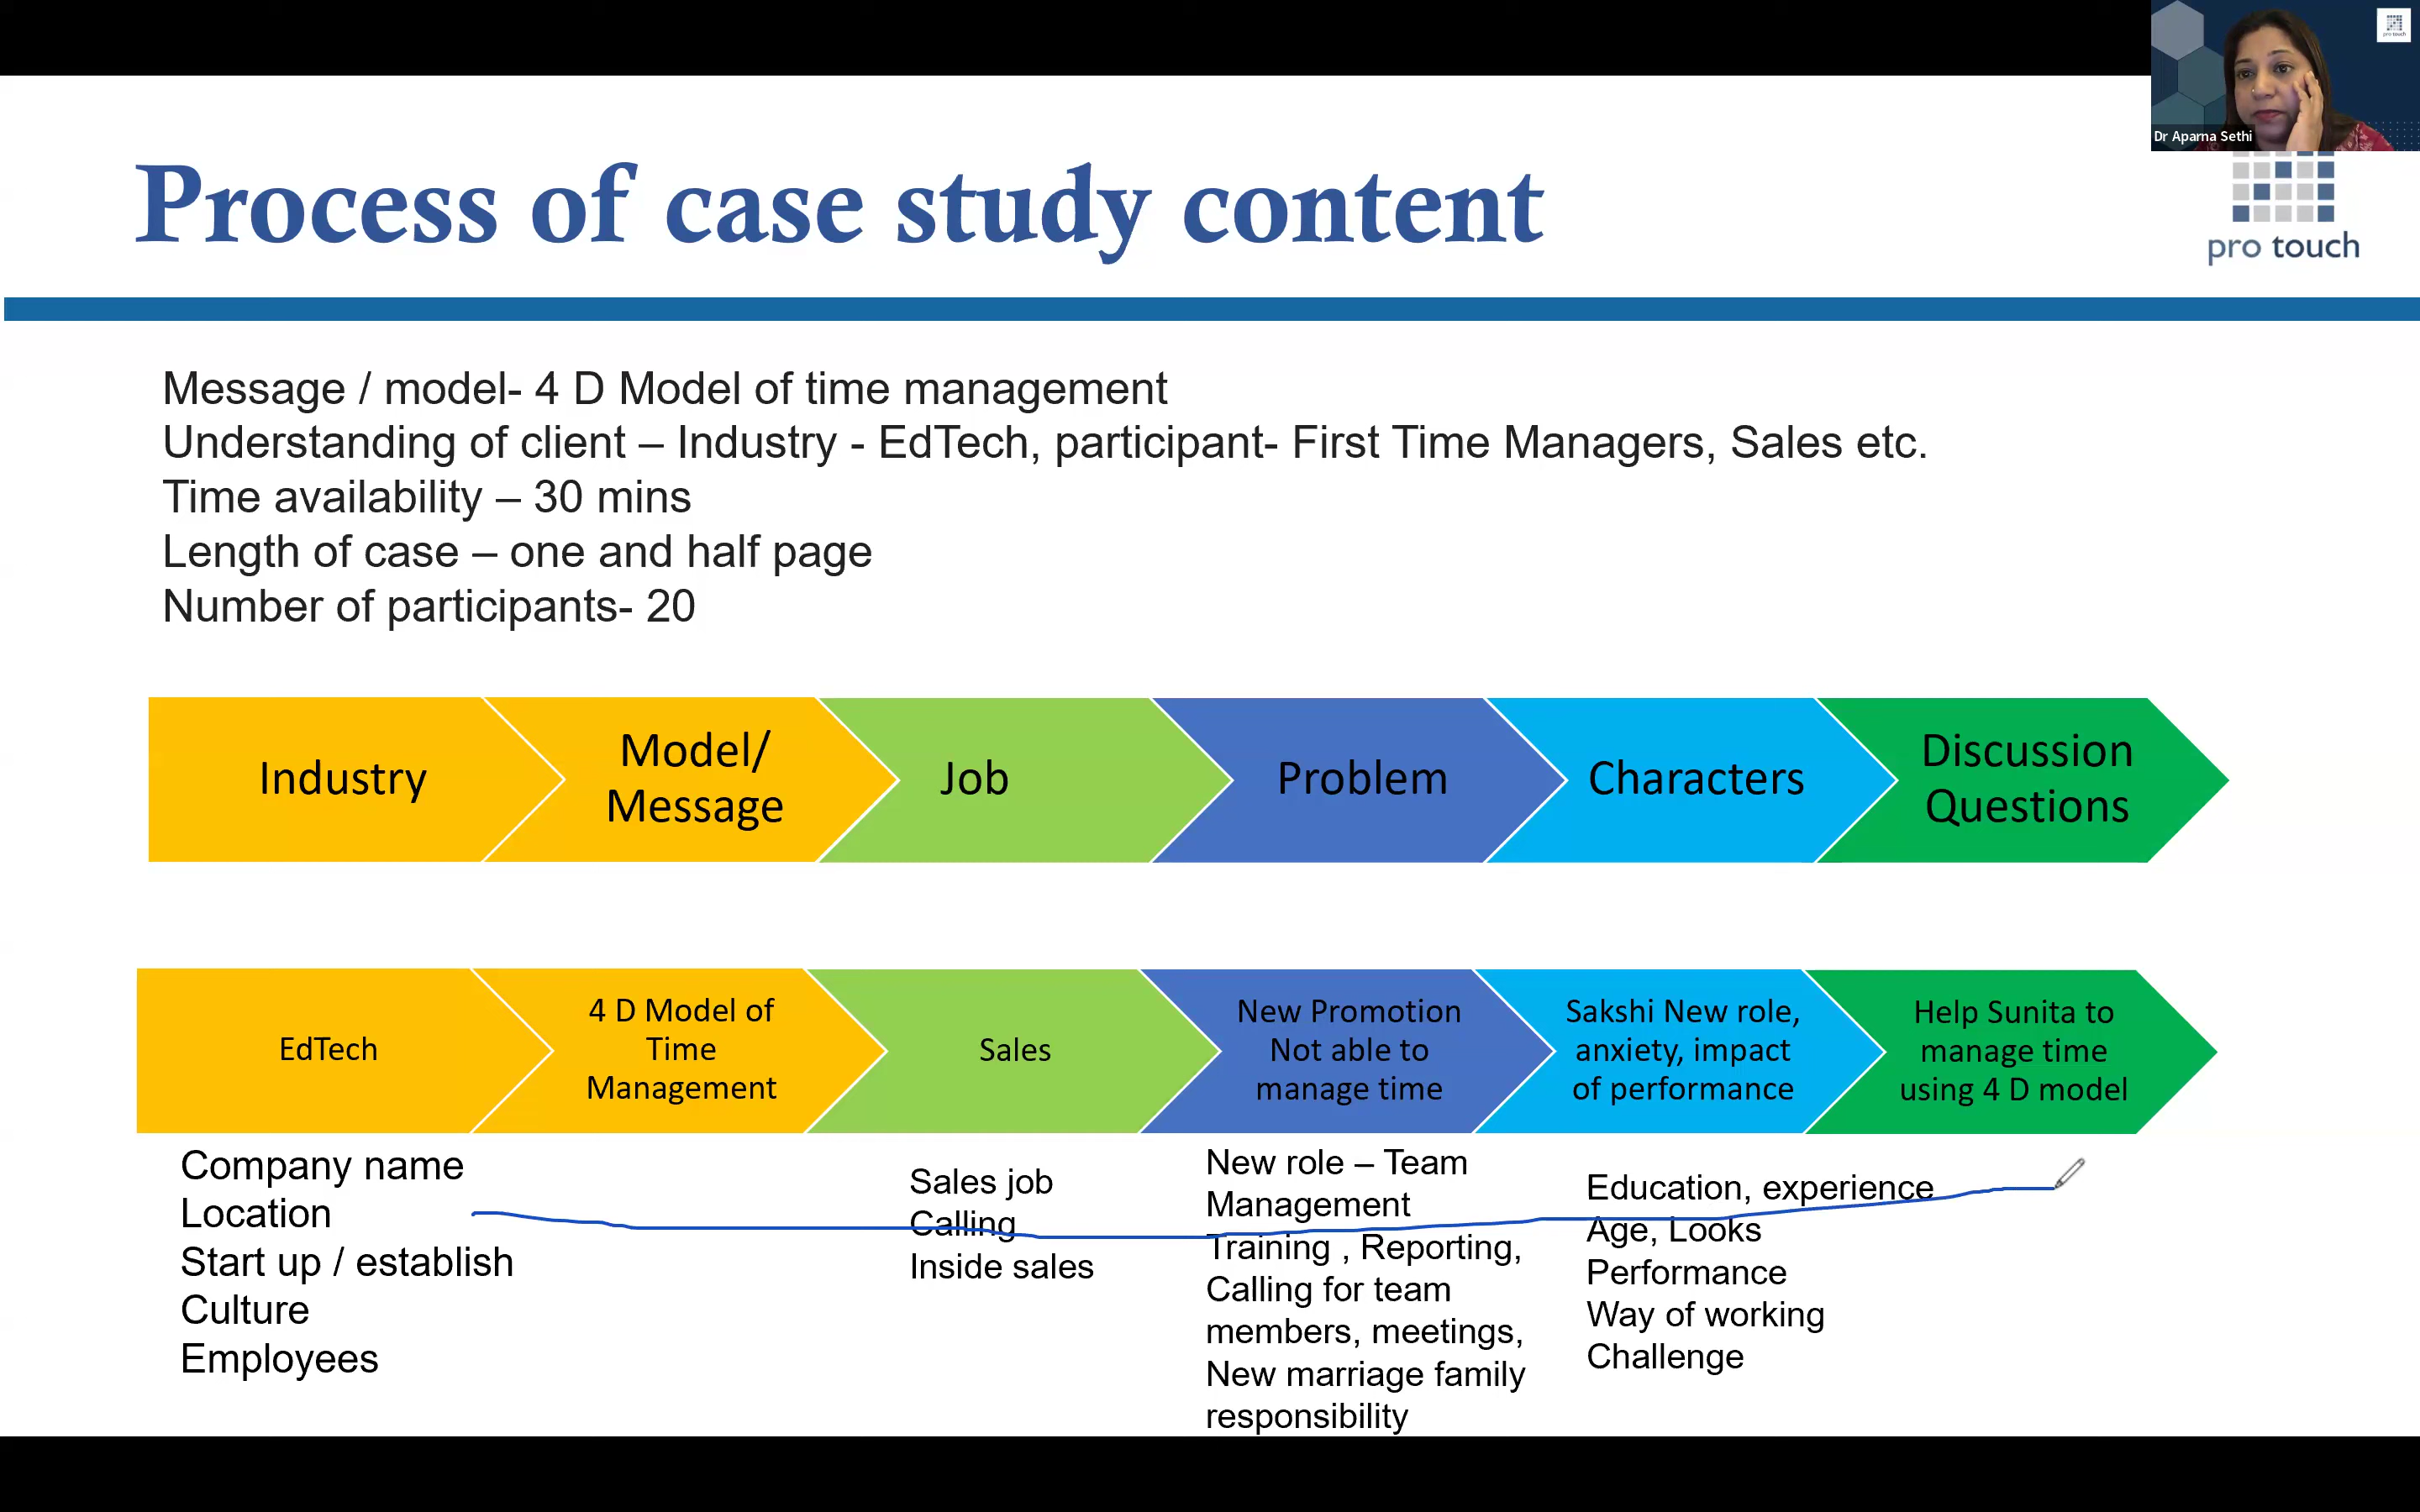 Dr Aparna Sethi
Process of case study content
pro touch
Message / model- 4 D Model of time management
Understanding of client – Industry - EdTech, participant- First Time Managers, Sales etc.
Time availability – 30 mins
Length of case – one and half page
Number of participants- 20
Industry
Model/
Message
Job
Problem
Characters
Discussion
Questions
EdTech
4 D Model of
Time
Management
Sales
New Promotion
Not able to
manage time
Sakshi New role,
anxiety, impact
of performance
Help Sunita to
manage time
using 4 D model
Company name
Location
Start up / establish
Culture
Employees
Sales job
Calling
Inside sales
New role – Team
Management
Training , Reporting,
Calling for team
members, meetings,
New marriage family
responsibility
Education, experience
Age, Looks
Performance
Way of working
Challenge